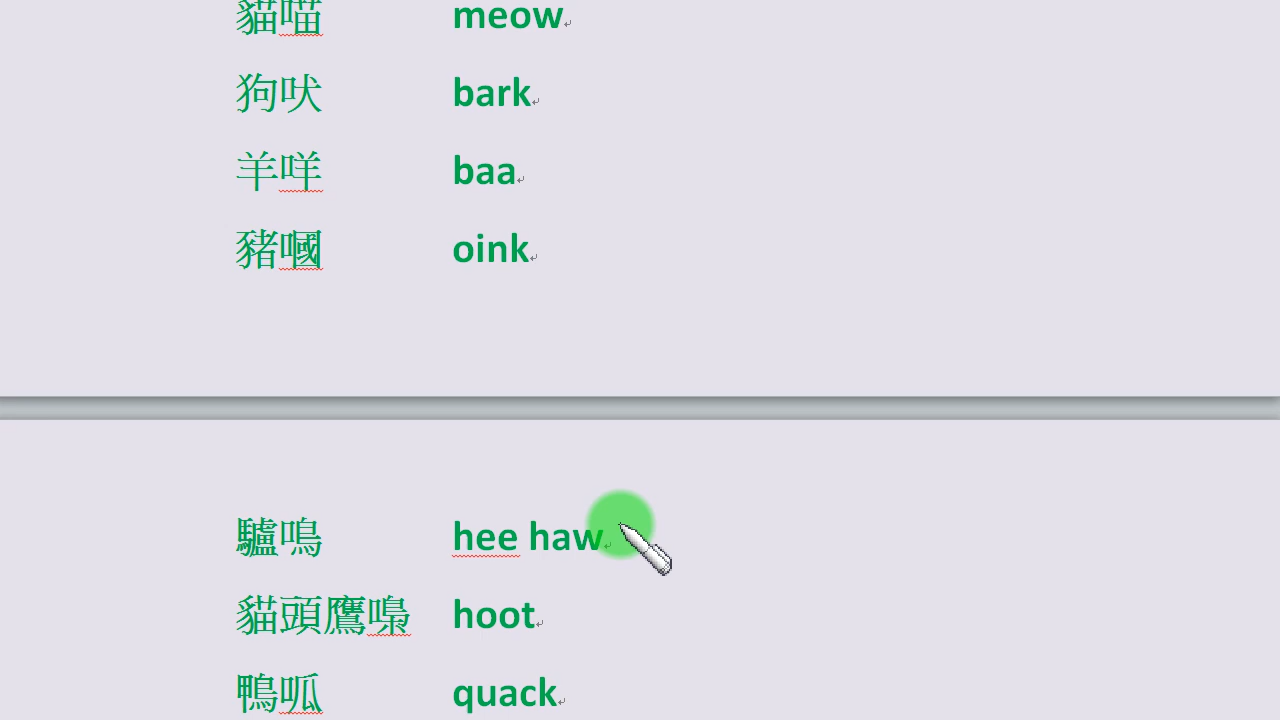 貓喵 meow
狗吠 bark
羊咩 baa
豬嘓 oink
驢鳴 hee haw
貓頭鷹嘄 hoot
鴨呱 quack